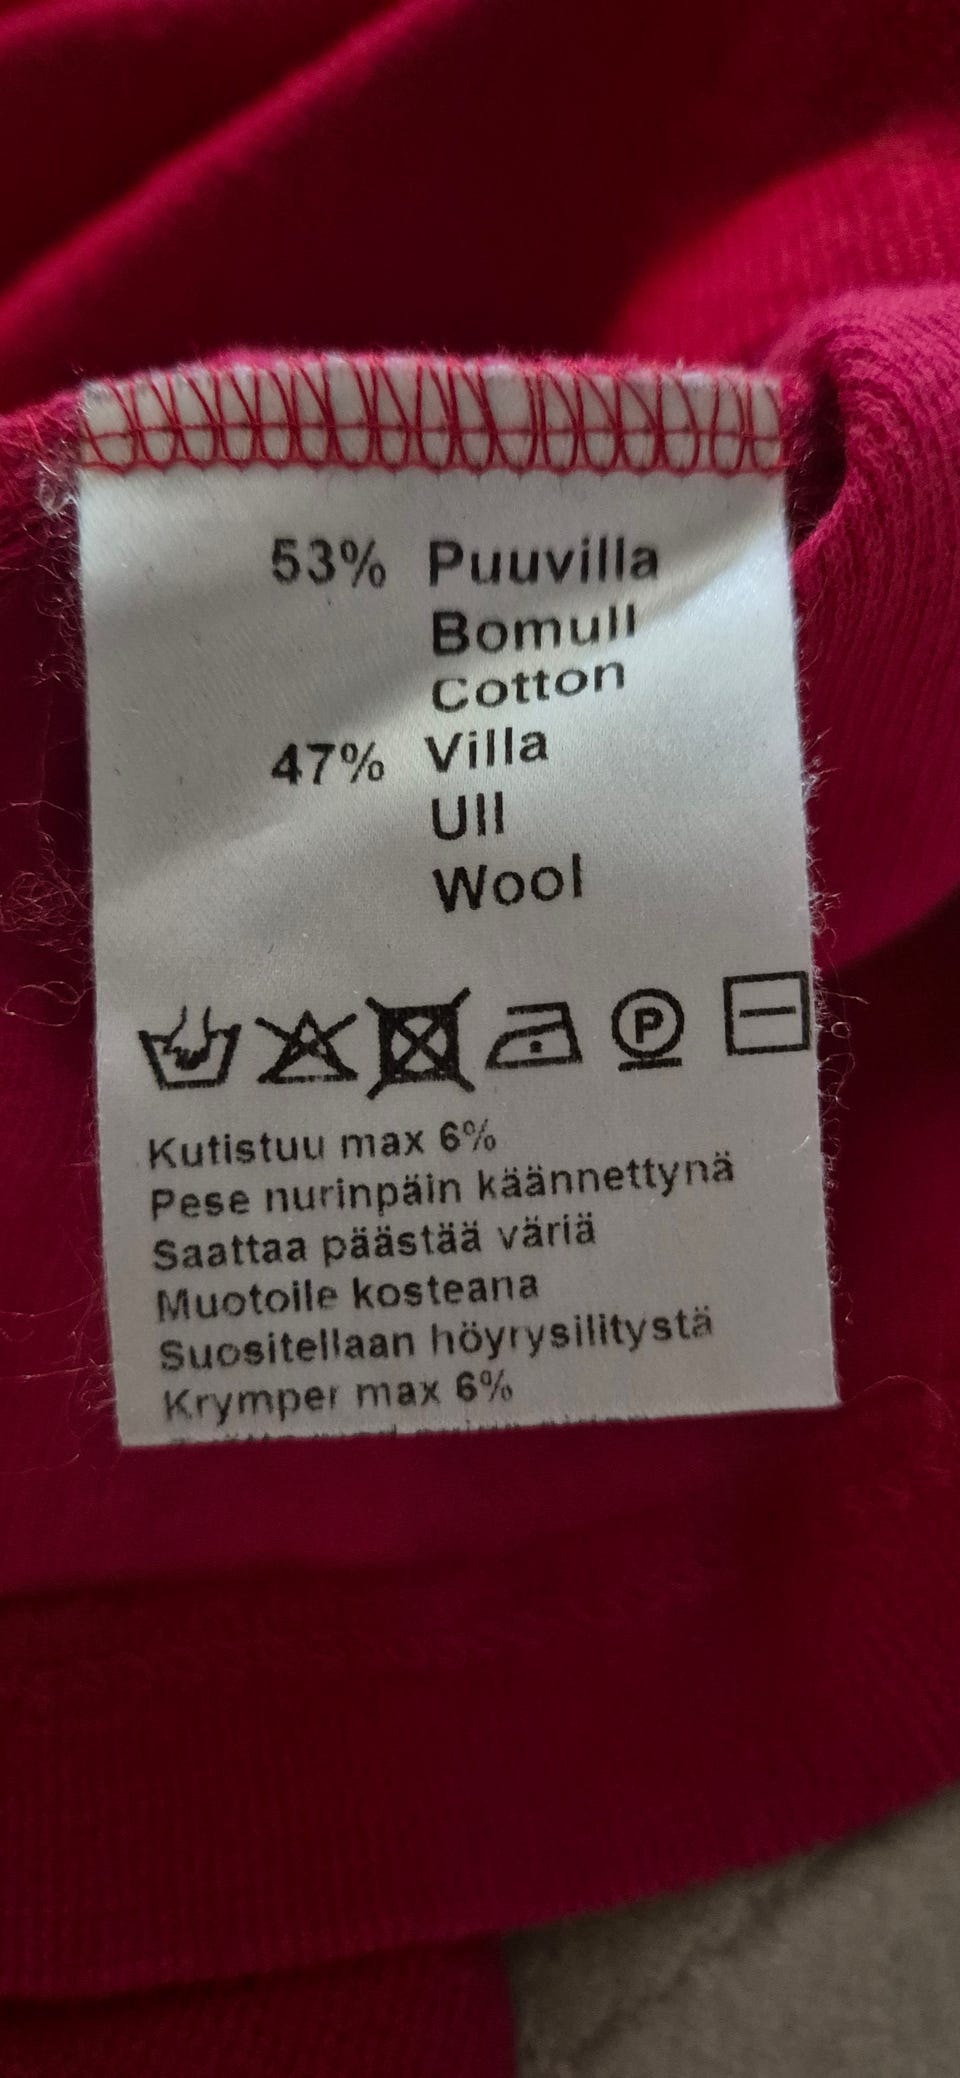 53% Puuvilla
Bomull
Cotton
47% Villa
Ull
Wool
P
Kutistuu max 6%
Pese nurinpäin käännettynä
Saattaa päästää väriä
Muotoile kosteana
Suositellaan höyrysilitystä
Krymper max 6%